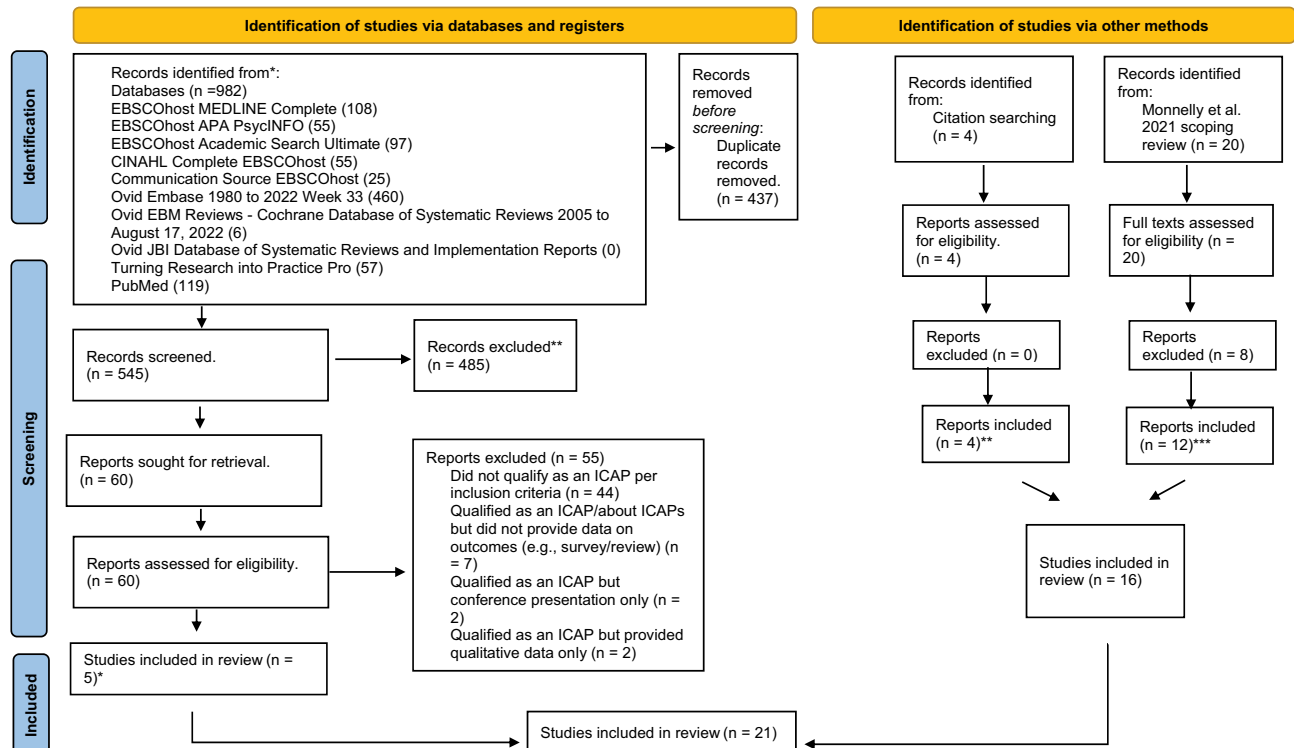 Identification of studies via databases and registers
Identification of studies via other methods
Identification
Records identified from*:
Databases (n =982)
EBSCOhost MEDLINE Complete (108)
EBSCOhost APA PsycINFO (55)
EBSCOhost Academic Search Ultimate (97)
CINAHL Complete EBSCOhost (55)
Communication Source EBSCOhost (25)
Ovid Embase 1980 to 2022 Week 33 (460)
Ovid EBM Reviews - Cochrane Database of Systematic Reviews 2005 to
August 17, 2022 (6)
Ovid JBI Database of Systematic Reviews and Implementation Reports (0)
Turning Research into Practice Pro (57)
PubMed (119)
Records
removed
before
screening:
Duplicate
records
removed.
(n = 437)
Records identified
from:
Citation searching
(n = 4)
Records identified
from:
Monnelly et al.
2021 scoping
review (n = 20)
Reports assessed
for eligibility.
(n = 4)
Full texts assessed
for eligibility (n =
20)
Screening
Records screened.
(n = 545)
Records excluded**
(n = 485)
Reports
excluded (n = 0)
Reports
excluded (n = 8)
Reports included
(n = 4)**
Reports included
(n = 12)***
Reports sought for retrieval.
(n = 60)
Reports assessed for eligibility.
(n = 60)
Reports excluded (n = 55)
Did not qualify as an ICAP per
inclusion criteria (n = 44)
Qualified as an ICAP/about ICAPs
but did not provide data on
outcomes (e.g., survey/review) (n
= 7)
Qualified as an ICAP but
conference presentation only (n =
2)
Qualified as an ICAP but provided
qualitative data only (n = 2)
Studies included in
review (n = 16)
Included
Studies included in review (n =
5)*
Studies included in review (n = 21)